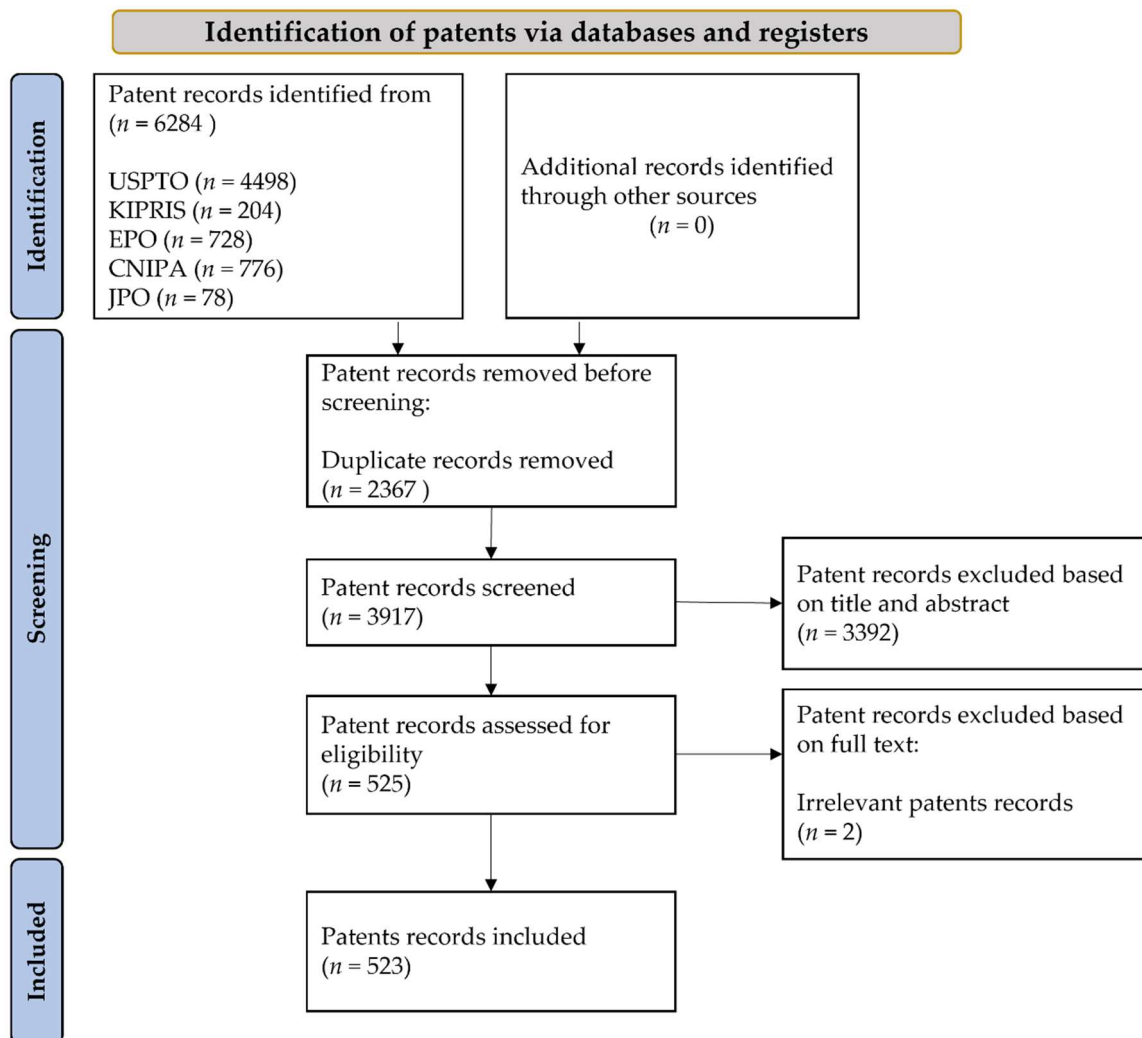 Identification of patents via databases and registers
Identification
Patent records identified from
(n = 6284 )
USPTO (n = 4498)
KIPRIS (n = 204)
EPO (n = 728)
CNIPA (n = 776)
JPO (n = 78)
Additional records identified
through other sources
(n = 0)
Screening
Patent records removed before
screening:
Duplicate records removed
(n = 2367 )
Patent records screened
(n = 3917)
Patent records excluded based
on title and abstract
(n = 3392)
Patent records assessed for
eligibility
(n = 525)
Patent records excluded based
on full text:
Irrelevant patents records
(n = 2)
Included
Patents records included
(n = 523)